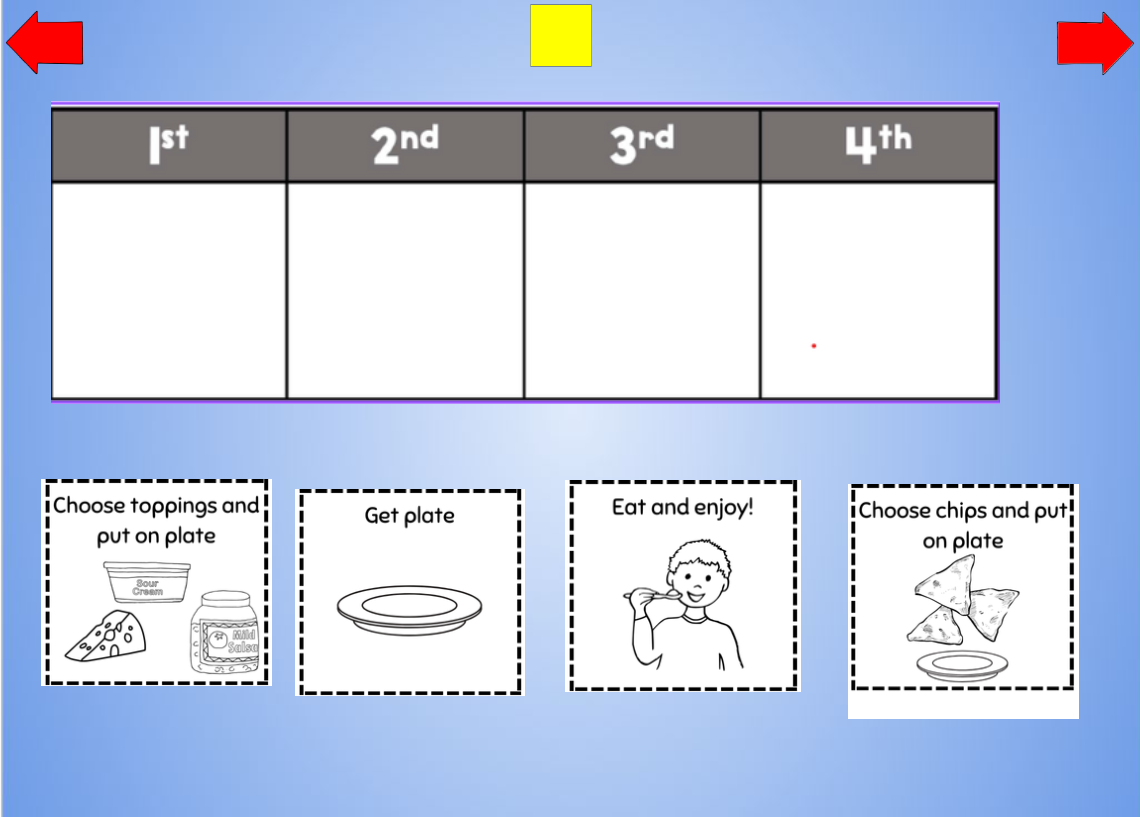 1st
2nd
3rd
4th
Choose toppings and
put on plate
Sour
Cream
Mild
Salsa
Get plate
Eat and enjoy!
Choose chips and put
on plate